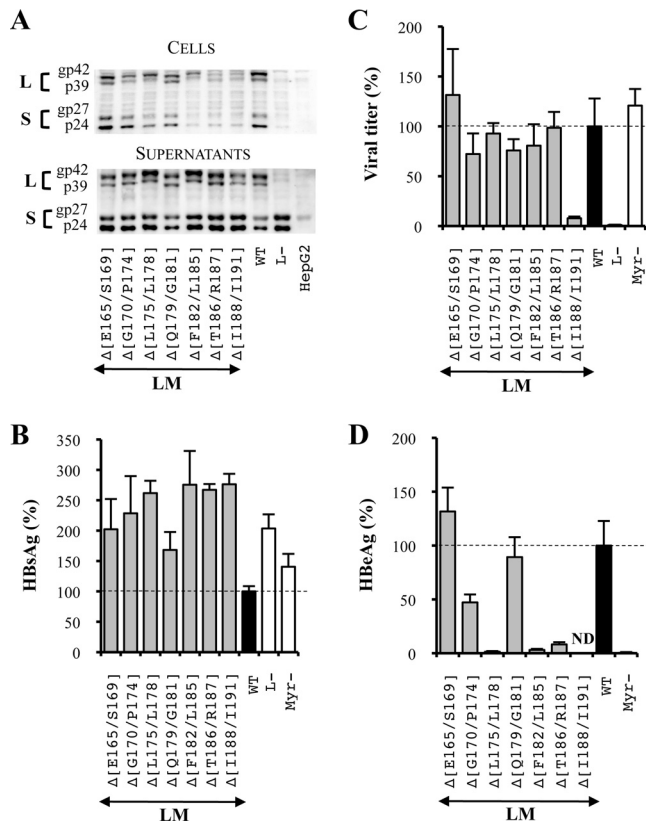 A
CELLS
L
gp42
p39
S
gp27
p24
SUPERNATANTS
L
gp42
p39
S
gp27
p24
Δ[E165/S169]
Δ[G170/P174]
Δ[L175/L178]
Δ[Q179/G181]
Δ[F182/L185]
Δ[T186/R187]
Δ[I188/I191]
WT
L-
HepG2
LM
C
Viral titer (%)
200
150
100
50
0
Δ[E165/S169]
Δ[G170/P174]
Δ[L175/L178]
Δ[Q179/G181]
Δ[F182/L185]
Δ[T186/R187]
Δ[I188/I191]
WT
L-
Myr-
LM
B
HBsAg (%)
350
300
250
200
150
100
50
0
Δ[E165/S169]
Δ[G170/P174]
Δ[L175/L178]
Δ[Q179/G181]
Δ[F182/L185]
Δ[T186/R187]
Δ[I188/I191]
WT
L-
Myr-
LM
D
HBeAg (%)
200
150
100
50
0
ND
Δ[E165/S169]
Δ[G170/P174]
Δ[L175/L178]
Δ[Q179/G181]
Δ[F182/L185]
Δ[T186/R187]
Δ[I188/I191]
WT
Myr-
LM